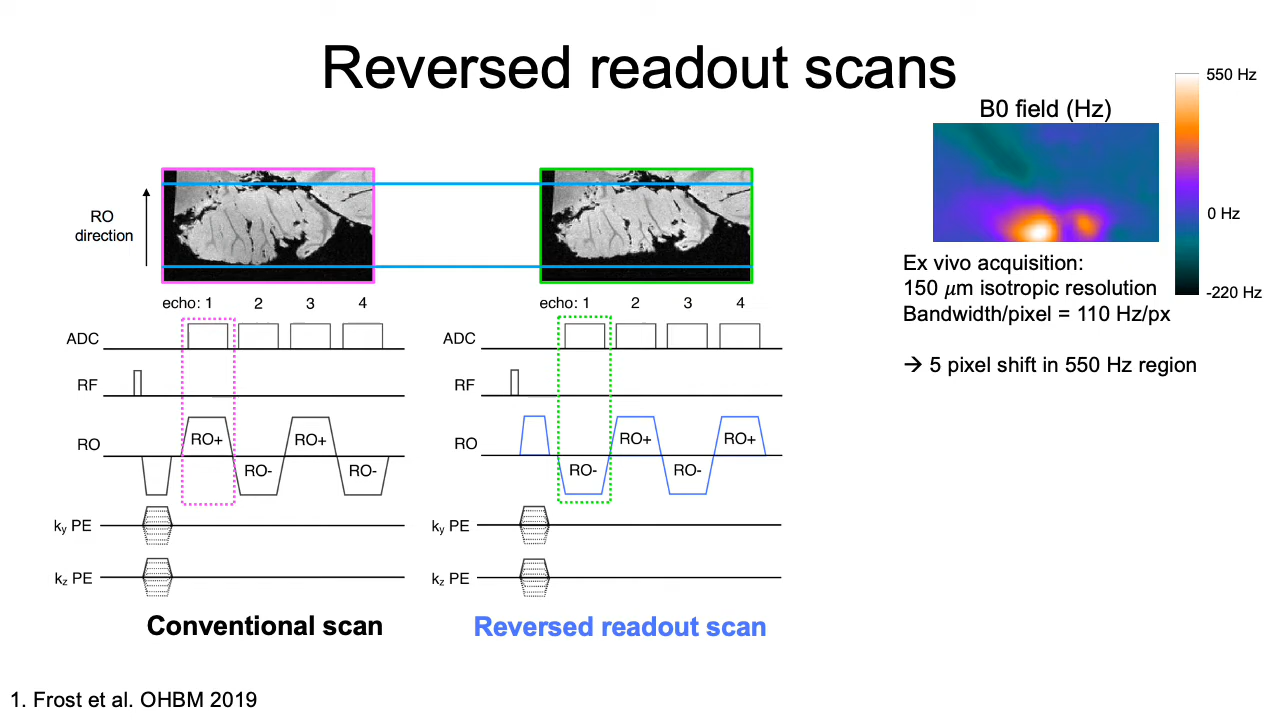 Reversed readout scans
550 Hz
B0 field (Hz)
0 Hz
-220 Hz
RO
direction
echo: 1 2 3 4
ADC
RF
RO
RO+ RO- RO+ RO-
ky PE
kz PE
Conventional scan
echo: 1 2 3 4
ADC
RF
RO
RO- RO+ RO- RO+
ky PE
kz PE
Reversed readout scan
Ex vivo acquisition:
150 𝜇m isotropic resolution
Bandwidth/pixel = 110 Hz/px
→ 5 pixel shift in 550 Hz region
1. Frost et al. OHBM 2019